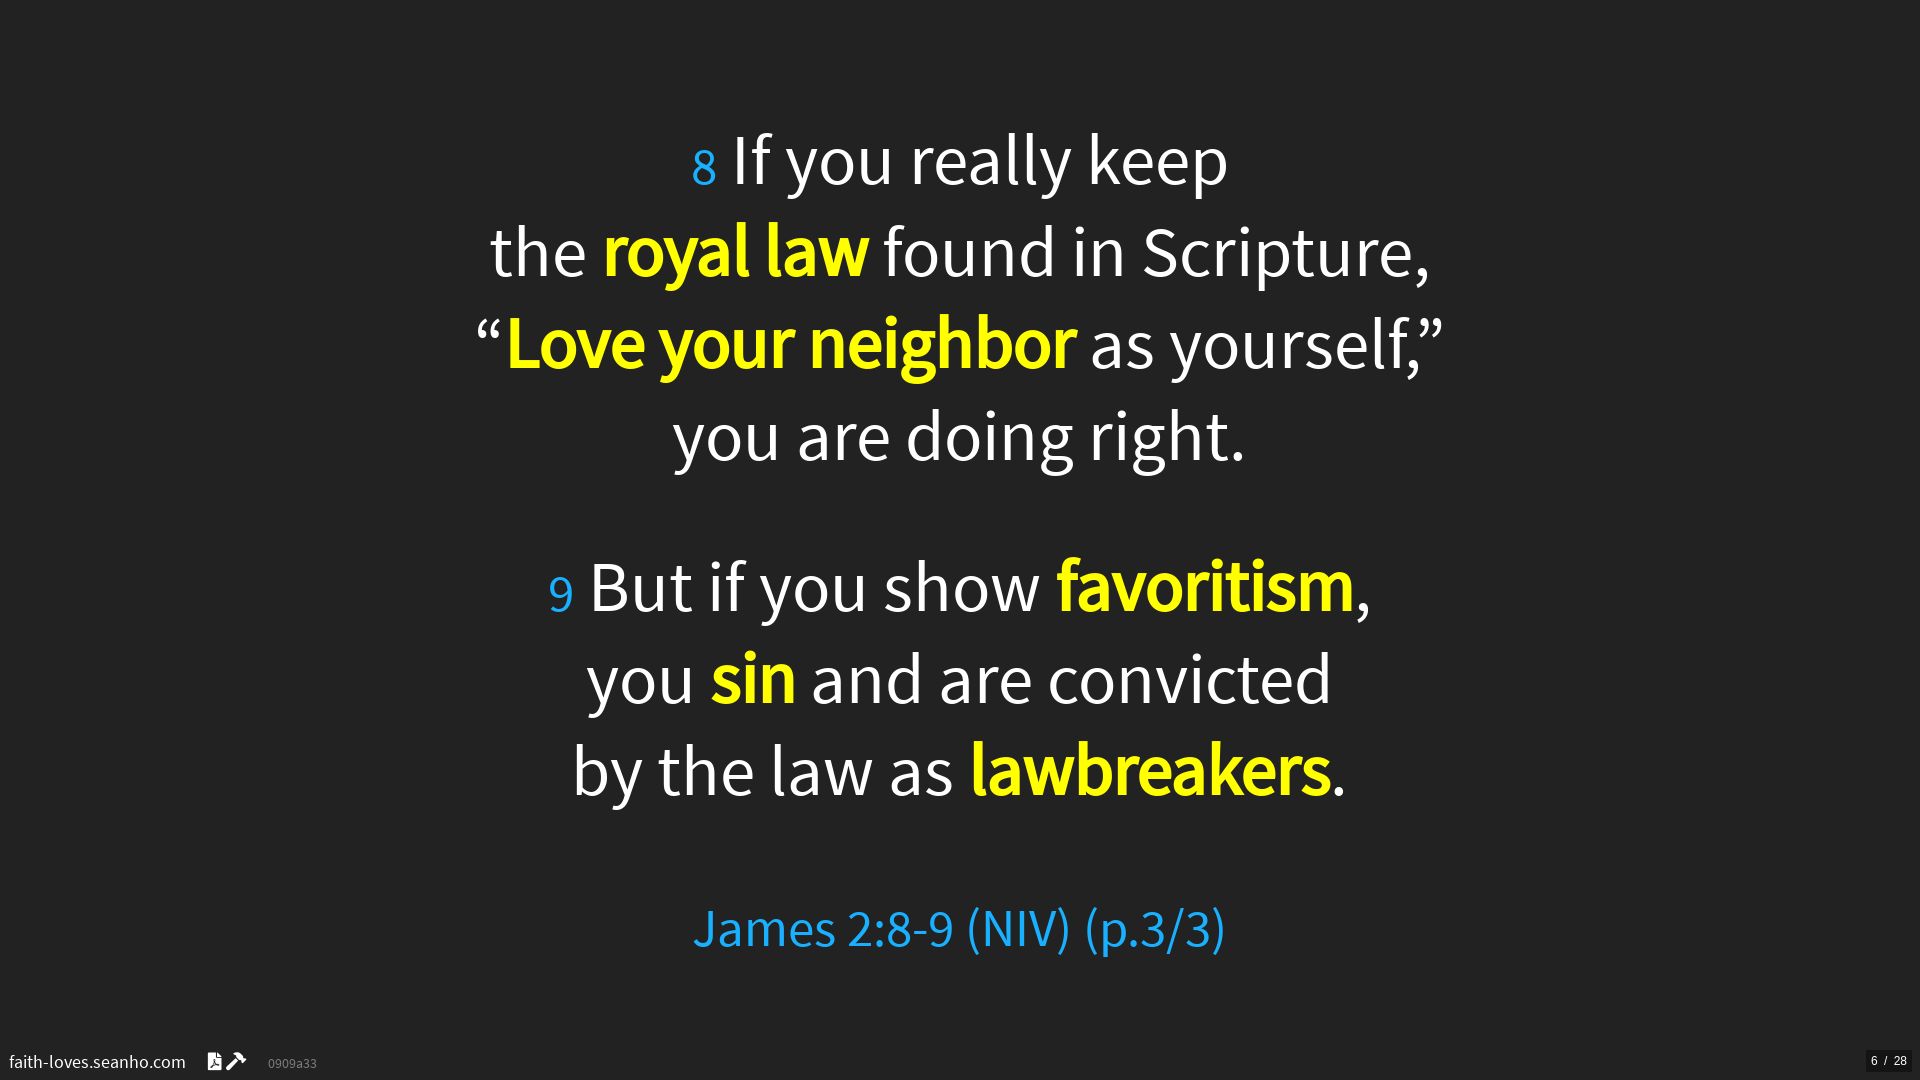 8 If you really keep
the royal law found in Scripture,
“Love your neighbor as yourself,”
you are doing right.
9 But if you show favoritism,
you sin and are convicted
by the law as lawbreakers.
James 2:8-9 (NIV) (p.3/3)
faith-loves.seanho.com 0909a33
6 / 28